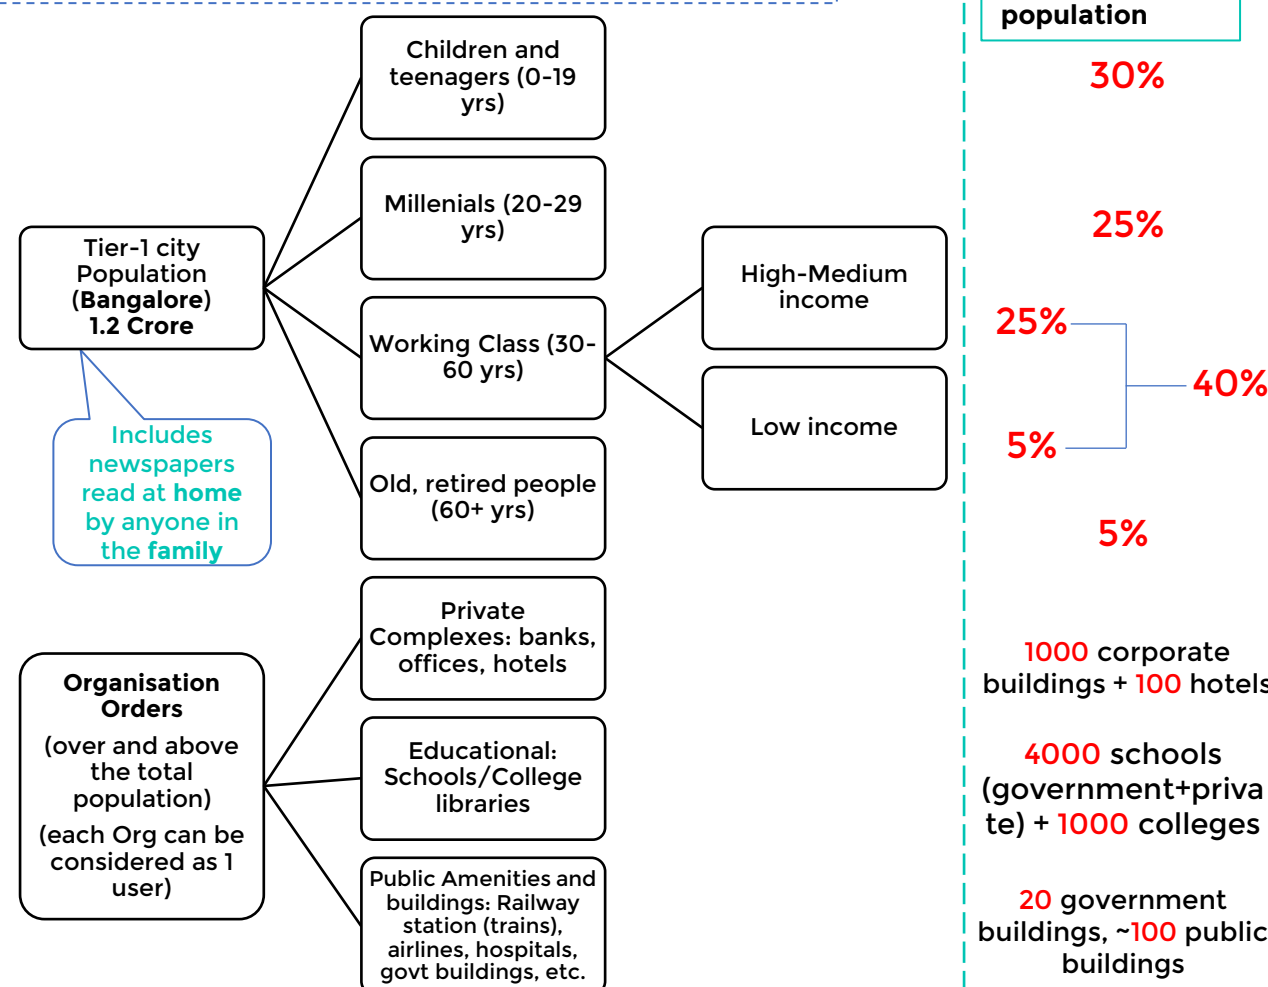 population
Children and
teenagers (0-19
yrs)
30%
Millenials (20-29
yrs)
25%
Tier-1 city
Population
(Bangalore)
1.2 Crore
High-Medium
income
25%
Working Class (30-
60 yrs)
40%
Low income
5%
Includes
newspapers
read at home
by anyone in
the family
Old, retired people
(60+ yrs)
5%
Organisation
Orders
(over and above
the total
population)
(each Org can be
considered as 1
user)
Private
Complexes: banks,
offices, hotels
1000 corporate
buildings + 100 hotels
Educational:
Schools/College
libraries
4000 schools
(government+priva
te) + 1000 colleges
Public Amenities and
buildings: Railway
station (trains),
airlines, hospitals,
govt buildings, etc.
20 government
buildings, ~100 public
buildings